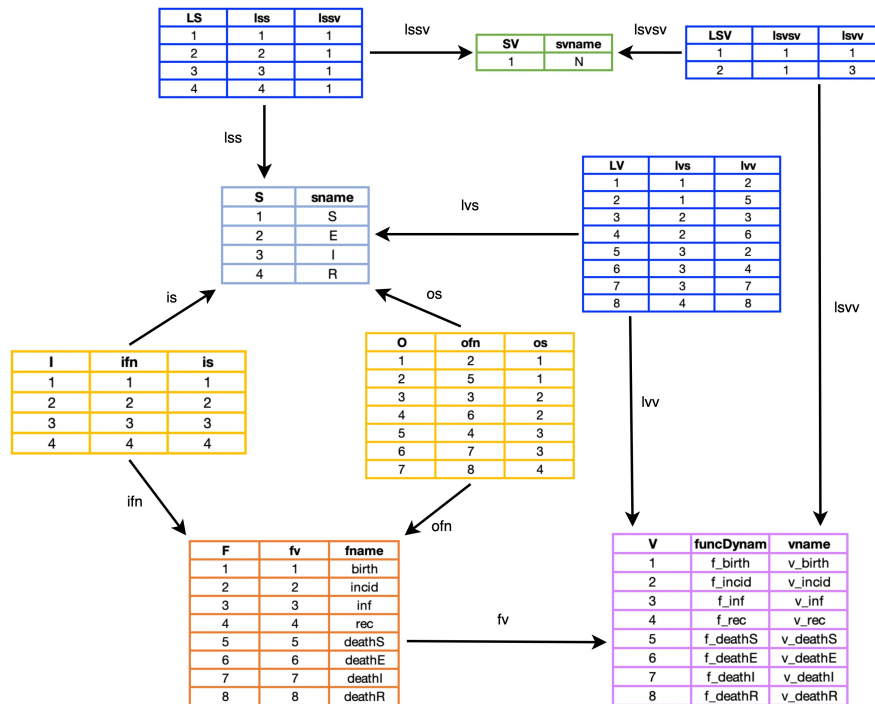 LS lss lssv
1 1 1
2 2 1
3 3 1
4 4 1
lssv
SV svname
1 N
lsvsv
LSV lsvsv lsvv
1 1 1
2 1 3
lss
S sname
1 S
2 E
3 I
4 R
lvs
LV lvs lvv
1 1 2
2 1 5
3 2 3
4 2 6
5 3 2
6 3 4
7 3 7
8 4 8
lsvv
is
os
I ifn is
1 1 1
2 2 2
3 3 3
4 4 4
O ofn os
1 2 1
2 5 1
3 3 2
4 6 2
5 4 3
6 7 3
7 8 4
lvv
ifn
ofn
F fv fname
1 1 birth
2 2 incid
3 3 inf
4 4 rec
5 5 deathS
6 6 deathE
7 7 deathI
8 8 deathR
fv
V funcDynam vname
1 f_birth v_birth
2 f_incid v_incid
3 f_inf v_inf
4 f_rec v_rec
5 f_deathS v_deathS
6 f_deathE v_deathE
7 f_deathI v_deathI
8 f_deathR v_deathR